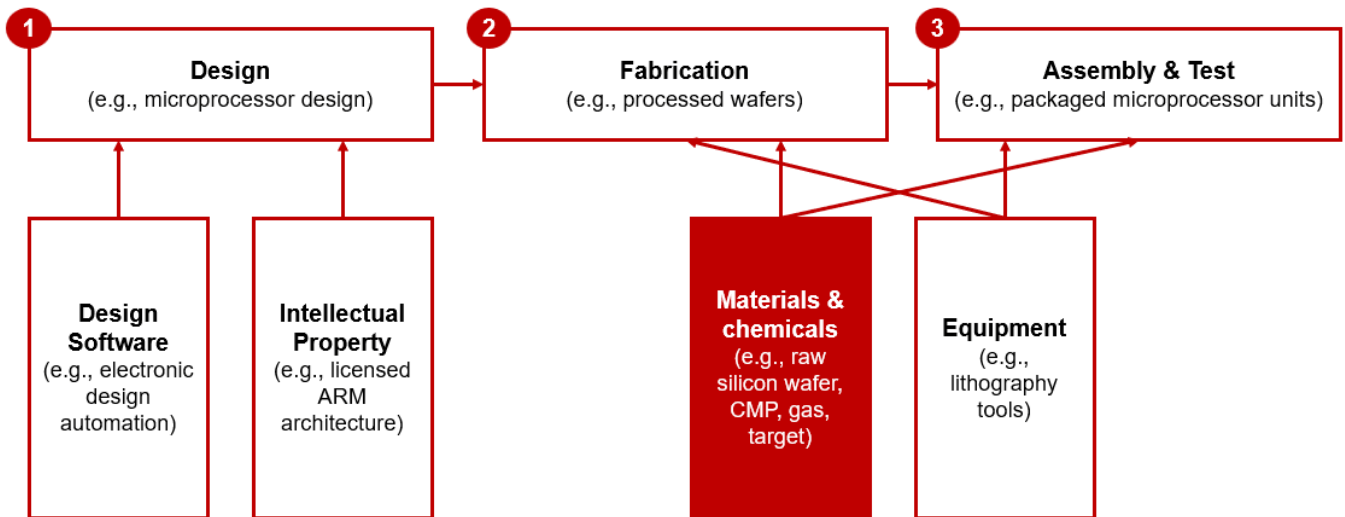 1
Design
(e.g., microprocessor design)
2
Fabrication
(e.g., processed wafers)
3
Assembly & Test
(e.g., packaged microprocessor units)
Design
Software
(e.g., electronic
design
automation)
Intellectual
Property
(e.g., licensed
ARM
architecture)
Materials &
chemicals
(e.g., raw
silicon wafer,
CMP, gas,
target)
Equipment
(e.g.,
lithography
tools)